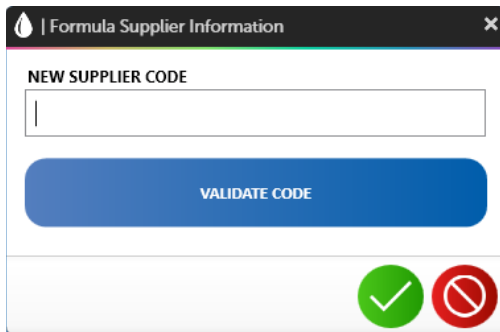 | Formula Supplier Information
NEW SUPPLIER CODE
VALIDATE CODE